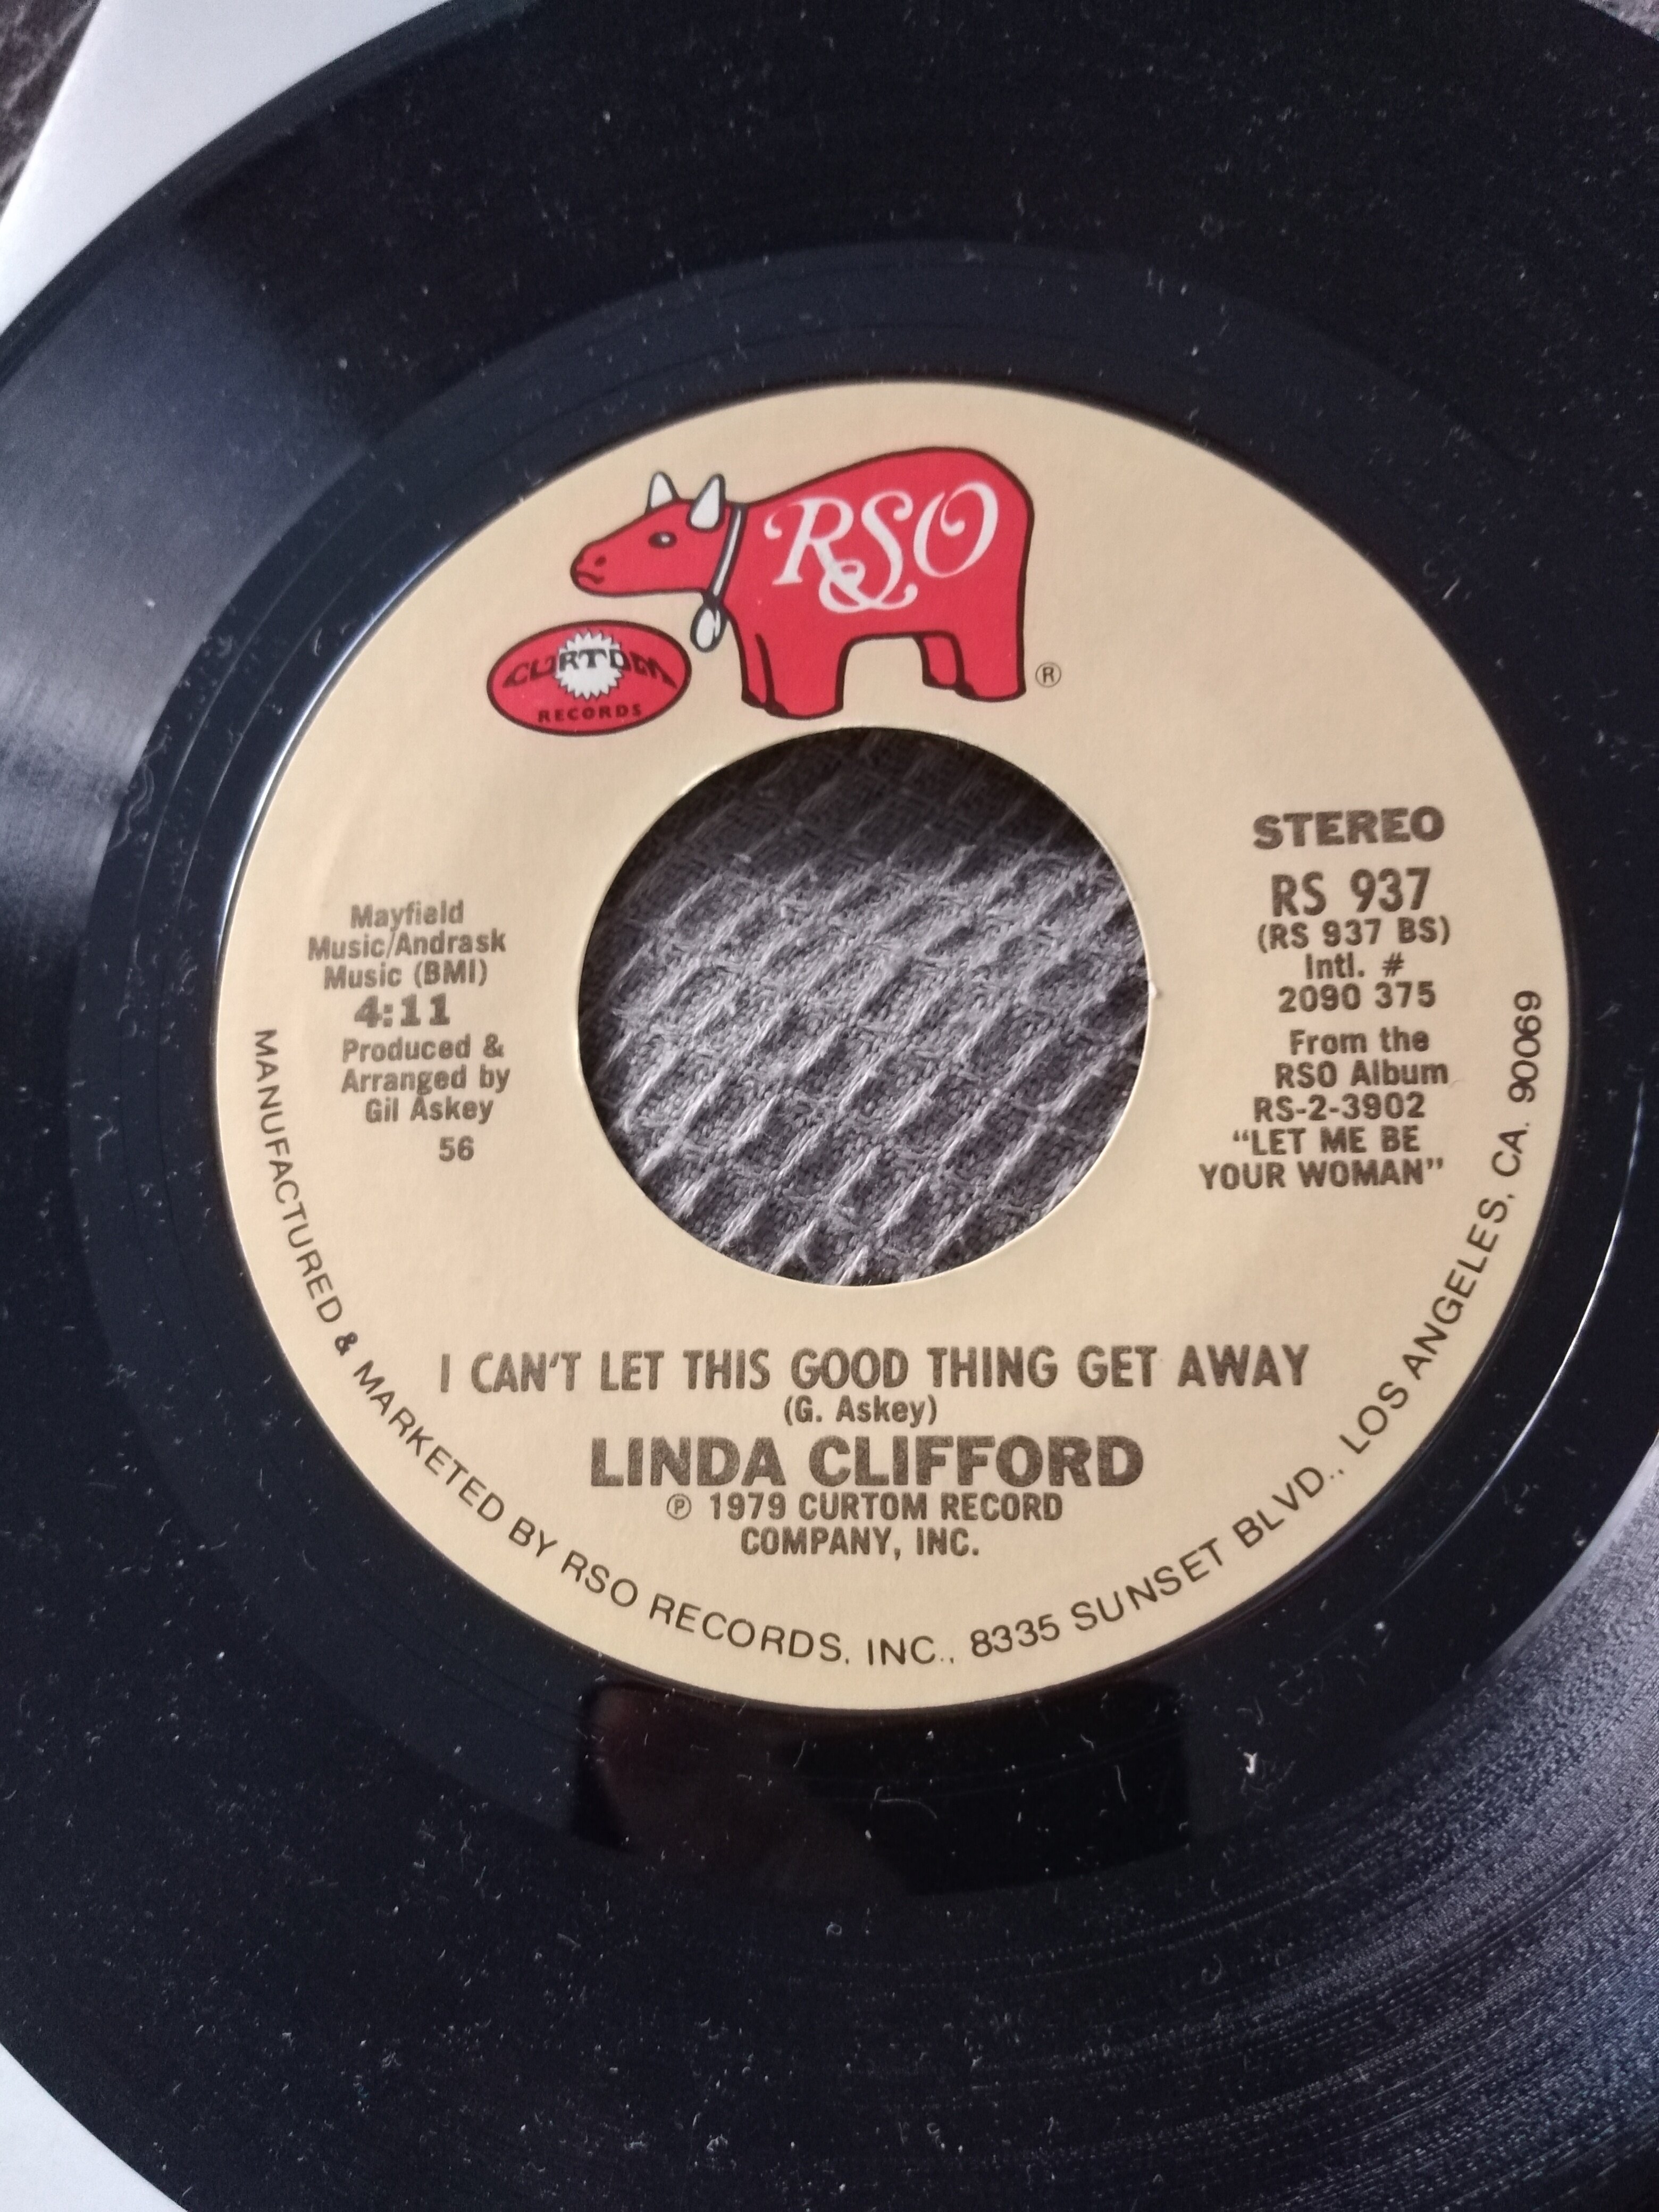 RSO
CURTOM
RECORDS
®
STEREO
RS 937
(RS 937 BS)
Intl. #
2090 375
From the
RSO Album
RS-2-3902
"LET ME BE
YOUR WOMAN"
Mayfield
Music/Andrask
Music (BMI)
4:11
Produced &
Arranged by
Gil Askey
56
I CAN'T LET THIS GOOD THING GET AWAY
(G. Askey)
LINDA CLIFFORD
℗ 1979 CURTOM RECORD
COMPANY, INC.
MANUFACTURED & MARKETED BY RSO RECORDS, INC., 8335 SUNSET BLVD., LOS ANGELES, CA. 90069